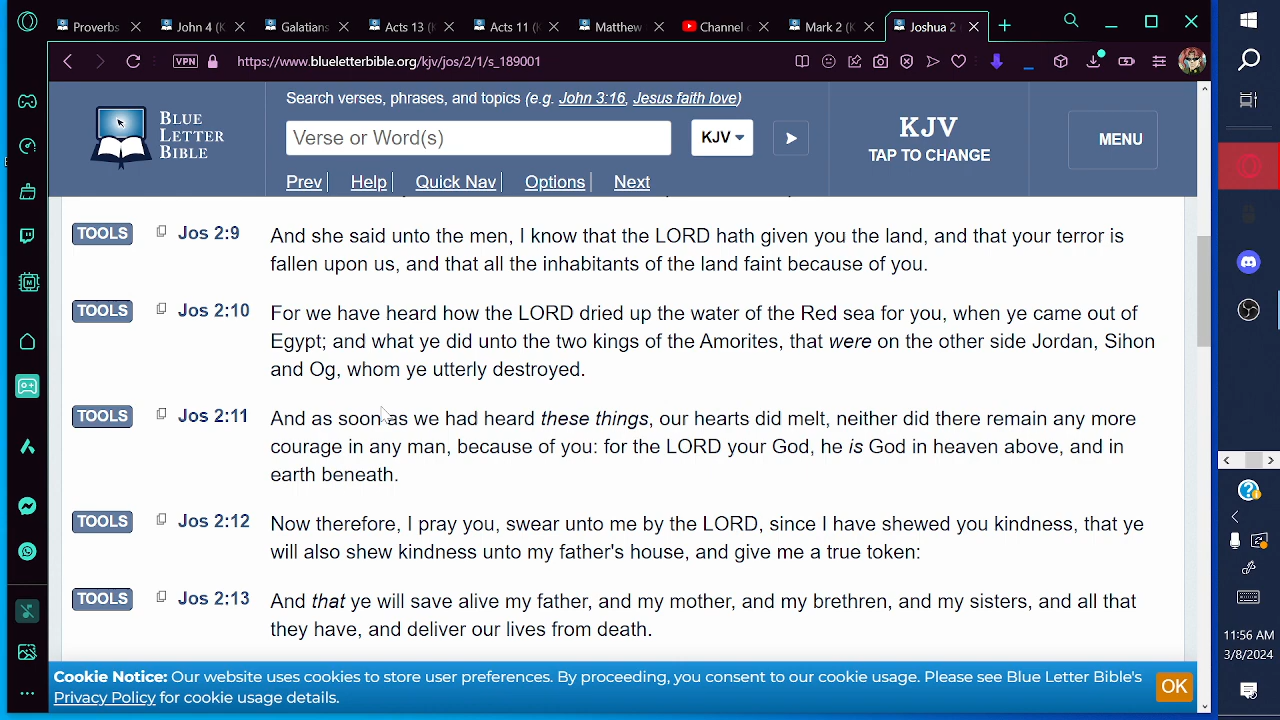 Proverbs
John 4 (K
Galatians
Acts 13 (
Acts 11 (
Matthew
Channel c
Mark 2 (K
Joshua 2
VPN
https://www.blueletterbible.org/kjv/jos/2/1/s_189001
BLUE
LETTER
BIBLE
Search verses, phrases, and topics (e.g. John 3:16, Jesus faith love)
Verse or Word(s)
KJV
KJV
TAP TO CHANGE
MENU
Prev
Help
Quick Nav
Options
Next
TOOLS Jos 2:9 And she said unto the men, I know that the LORD hath given you the land, and that your terror is
fallen upon us, and that all the inhabitants of the land faint because of you.
TOOLS Jos 2:10 For we have heard how the LORD dried up the water of the Red sea for you, when ye came out of
Egypt; and what ye did unto the two kings of the Amorites, that were on the other side Jordan, Sihon
and Og, whom ye utterly destroyed.
TOOLS Jos 2:11 And as soon as we had heard these things, our hearts did melt, neither did there remain any more
courage in any man, because of you: for the LORD your God, he is God in heaven above, and in
earth beneath.
TOOLS Jos 2:12 Now therefore, I pray you, swear unto me by the LORD, since I have shewed you kindness, that ye
will also shew kindness unto my father's house, and give me a true token:
TOOLS Jos 2:13 And that ye will save alive my father, and my mother, and my brethren, and my sisters, and all that
they have, and deliver our lives from death.
Cookie Notice: Our website uses cookies to store user preferences. By proceeding, you consent to our cookie usage. Please see Blue Letter Bible's
Privacy Policy for cookie usage details.
OK
11:56 AM
3/8/2024